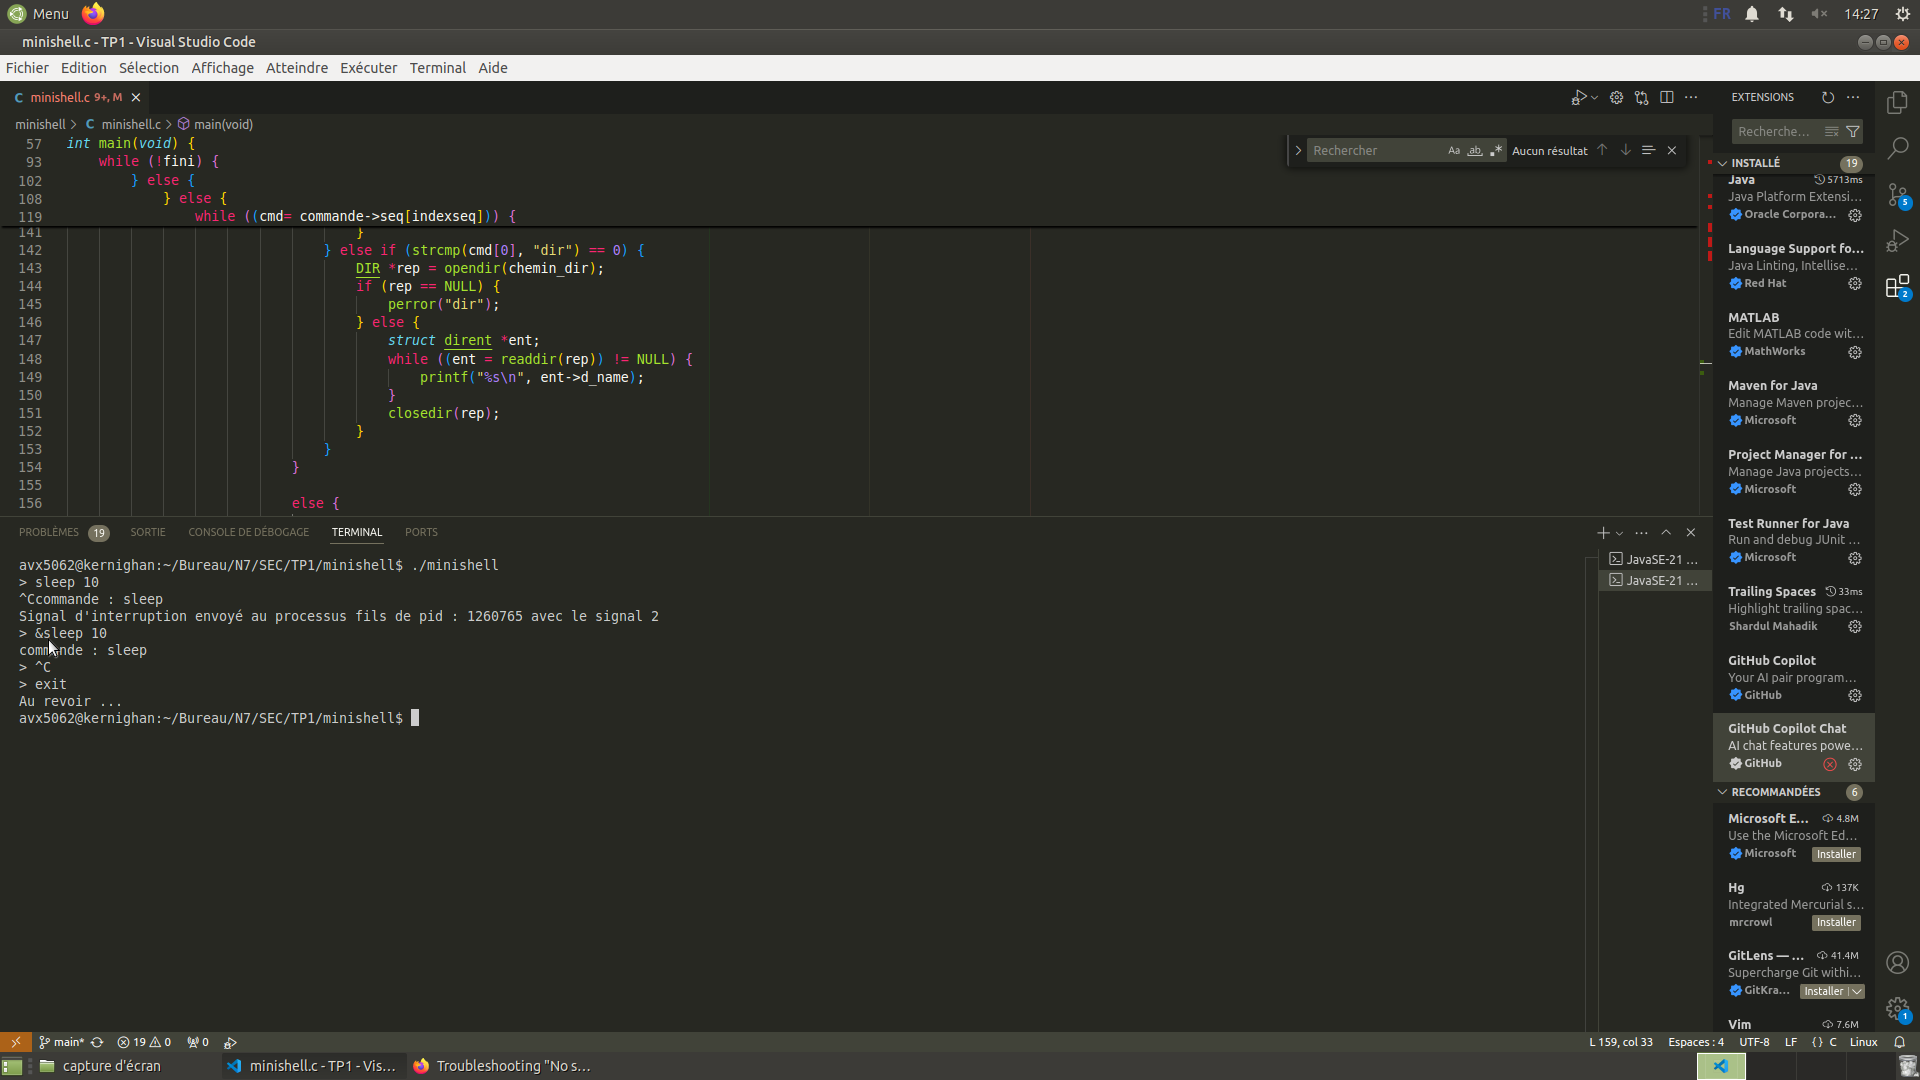 Menu
FR
14:27
minishell.c - TP1 - Visual Studio Code
Fichier Edition Sélection Affichage Atteindre Exécuter Terminal Aide
C minishell.c 9+, M
minishell > C minishell.c > main(void)
57 int main(void) {
93 while (!fini) {
102 } else {
108 } else {
119 while ((cmd= commande->seq[indexseq])) {
141 }
142 } else if (strcmp(cmd[0], "dir") == 0) {
143 DIR *rep = opendir(chemin_dir);
144 if (rep == NULL) {
145 perror("dir");
146 } else {
147 struct dirent *ent;
148 while ((ent = readdir(rep)) != NULL) {
149 printf("%s\n", ent->d_name);
150 }
151 closedir(rep);
152 }
153 }
154 }
155
156 else {
Rechercher Aa ab .* Aucun résultat
PROBLÈMES 19 SORTIE CONSOLE DE DÉBOGAGE TERMINAL PORTS
avx5062@kernighan:~/Bureau/N7/SEC/TP1/minishell$ ./minishell
> sleep 10
^Ccommande : sleep
Signal d'interruption envoyé au processus fils de pid : 1260765 avec le signal 2
> &sleep 10
commande : sleep
> ^C
> exit
Au revoir ...
avx5062@kernighan:~/Bureau/N7/SEC/TP1/minishell$
JavaSE-21 ...
JavaSE-21 ...
EXTENSIONS
Recherche...
INSTALLÉ 19
Java 5713ms
Java Platform Extensi...
Oracle Corpora...
Language Support fo...
Java Linting, Intellise...
Red Hat
MATLAB
Edit MATLAB code wit...
MathWorks
Maven for Java
Manage Maven projec...
Microsoft
Project Manager for ...
Manage Java projects...
Microsoft
Test Runner for Java
Run and debug JUnit ...
Microsoft
Trailing Spaces 33ms
Highlight trailing spac...
Shardul Mahadik
GitHub Copilot
Your AI pair program...
GitHub
GitHub Copilot Chat
AI chat features powe...
GitHub
RECOMMANDÉES 6
Microsoft E... 4.8M
Use the Microsoft Ed...
Microsoft Installer
Hg 137K
Integrated Mercurial s...
mrcrowl Installer
GitLens — ... 41.4M
Supercharge Git withi...
GitKra... Installer
Vim 7.6M
5
2
1
main* 19 0 0
L 159, col 33 Espaces : 4 UTF-8 LF {} C Linux
capture d'écran
minishell.c - TP1 - Vis...
Troubleshooting "No s...